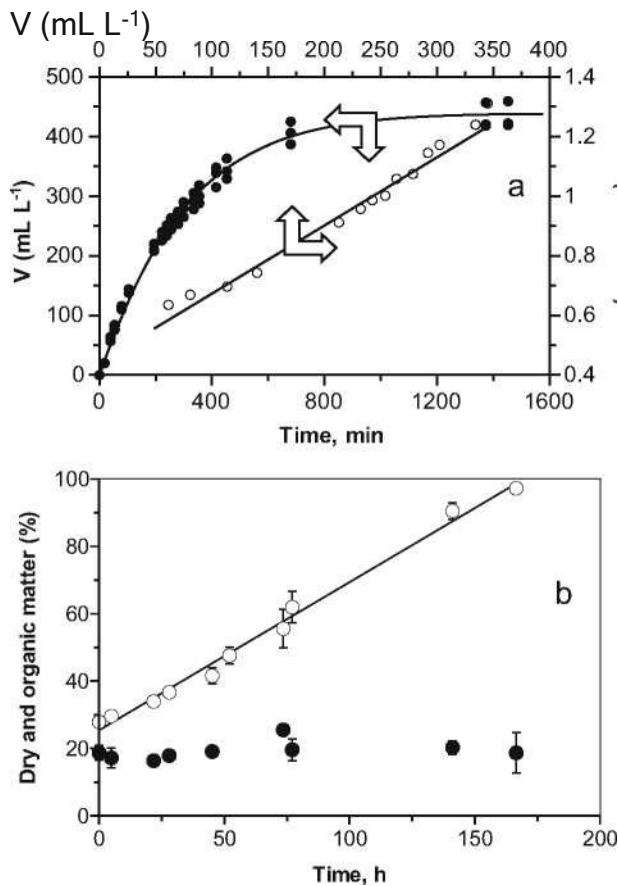 V (mL L-1)
0 50 100 150 200 250 300 350 400
500 1.4
400 1.2
300 1
200 0.8
100 0.6
0 0.4
V (mL L-1)
a
0 400 800 1200 1600
Time, min
100
80
60
40
20
0
Dry and organic matter (%)
b
0 50 75 100 150 200
Time, h